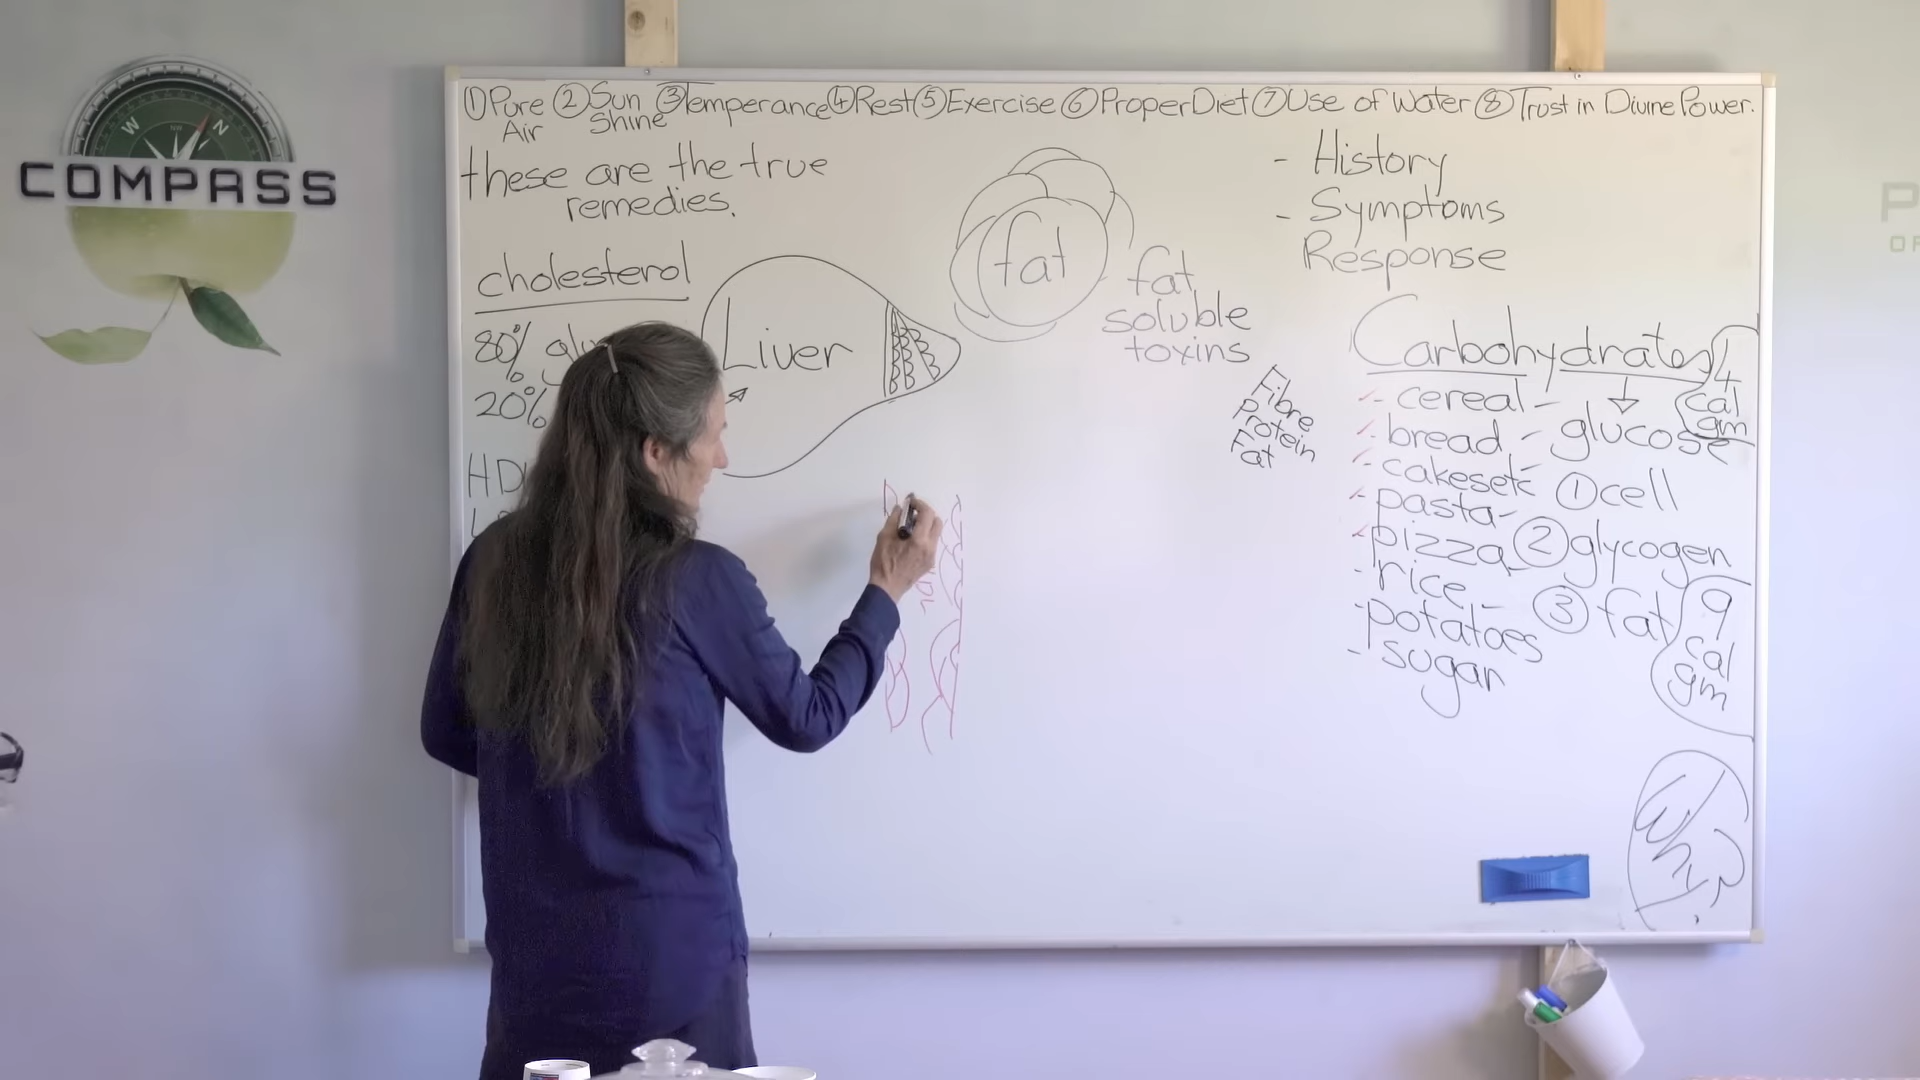 COMPASS
W
NW
N
① Pure ② Sun ③ Temperance ④ Rest ⑤ Exercise ⑥ Proper Diet ⑦ Use of Water ⑧ Trust in Divine Power.
Air Shine
these are the true
remedies.
cholesterol
80% glu
20%
HD
Liver
fat
fat
soluble
toxins
- History
- Symptoms
Response
Fibre
Protein
Fat
Carbohydrates 4
cal
gm
- cereal -
- bread - glucose
- cakes etc ① cell
- pasta -
- pizza - ② glycogen
- rice -
- potatoes ③ fat 9
- sugar cal
gm